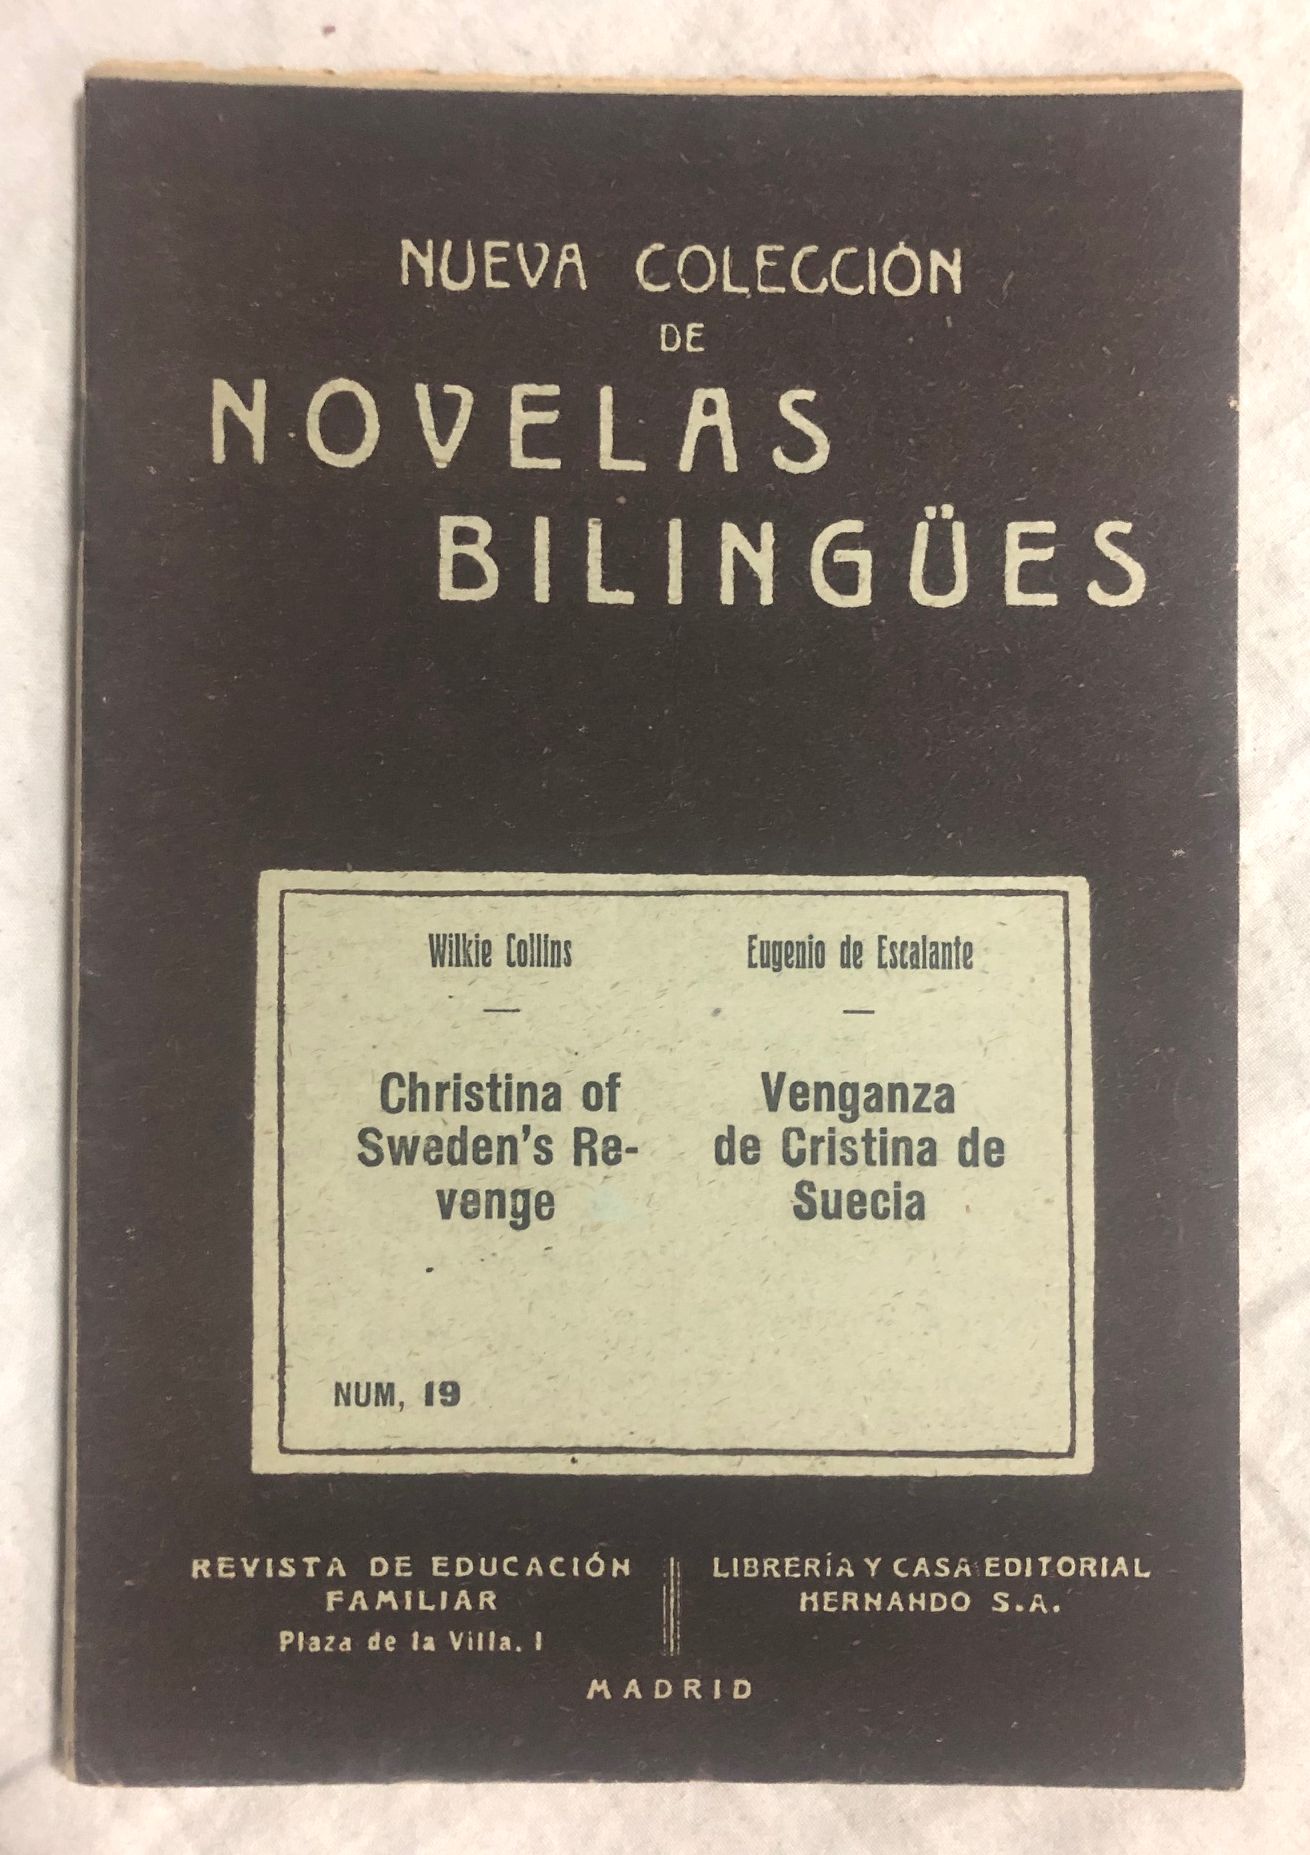 NUEVA COLECCIÓN
DE
NOVELAS
BILINGÜES
Wilkie Collins
—
Christina of
Sweden's Re-
venge
Eugenio de Escalante
—
Venganza
de Cristina de
Suecia
NUM, 19
REVISTA DE EDUCACIÓN
FAMILIAR
Plaza de la Villa. 1
LIBRERÍA Y CASA EDITORIAL
HERNANDO S.A.
MADRID